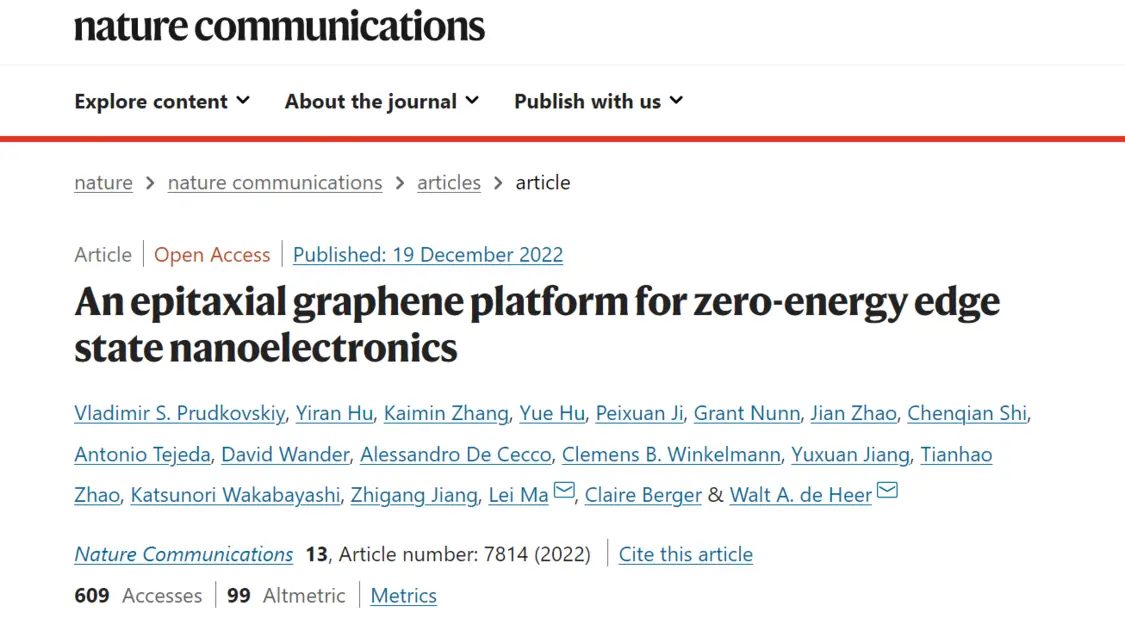 nature communications
Explore content About the journal Publish with us
nature > nature communications > articles > article
Article Open Access Published: 19 December 2022
An epitaxial graphene platform for zero-energy edge
state nanoelectronics
Vladimir S. Prudkovskiy, Yiran Hu, Kaimin Zhang, Yue Hu, Peixuan Ji, Grant Nunn, Jian Zhao, Chenqian Shi,
Antonio Tejeda, David Wander, Alessandro De Cecco, Clemens B. Winkelmann, Yuxuan Jiang, Tianhao
Zhao, Katsunori Wakabayashi, Zhigang Jiang, Lei Ma, Claire Berger & Walt A. de Heer
Nature Communications 13, Article number: 7814 (2022) Cite this article
609 Accesses 99 Altmetric Metrics